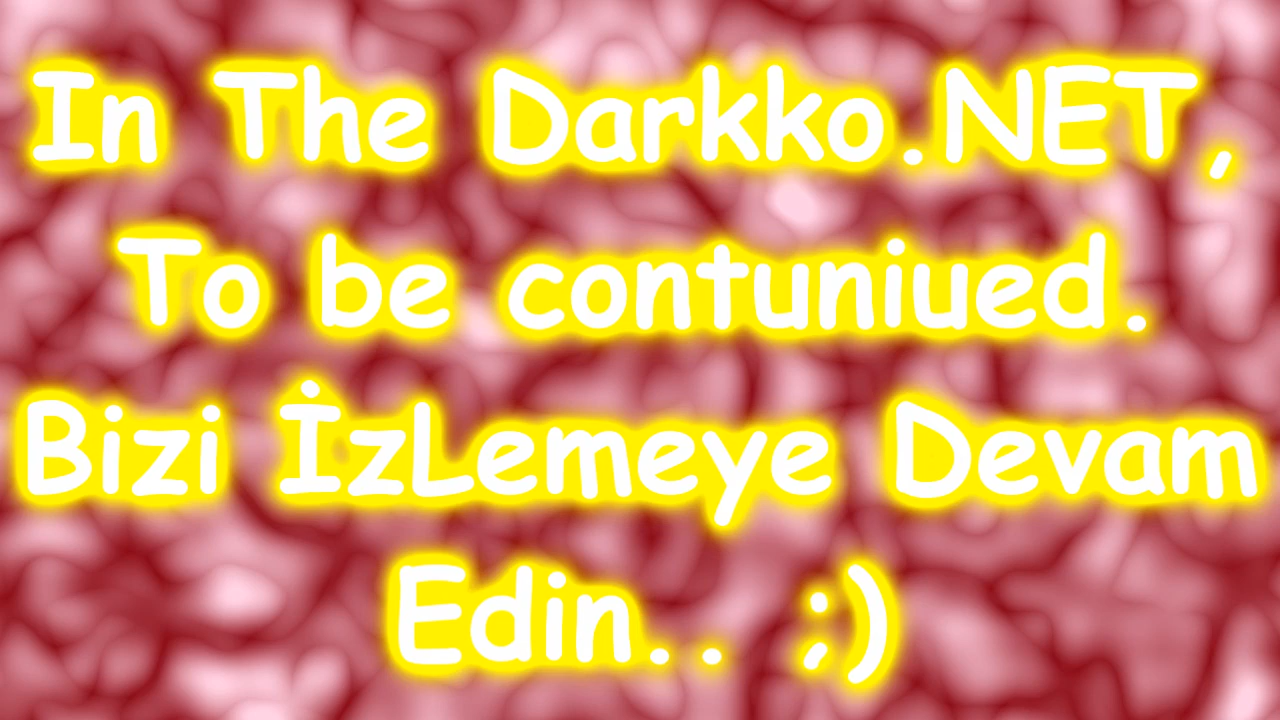 In The Darkko.NET,
To be contuniued.
Bizi İzLemeye Devam
Edin.. ;)